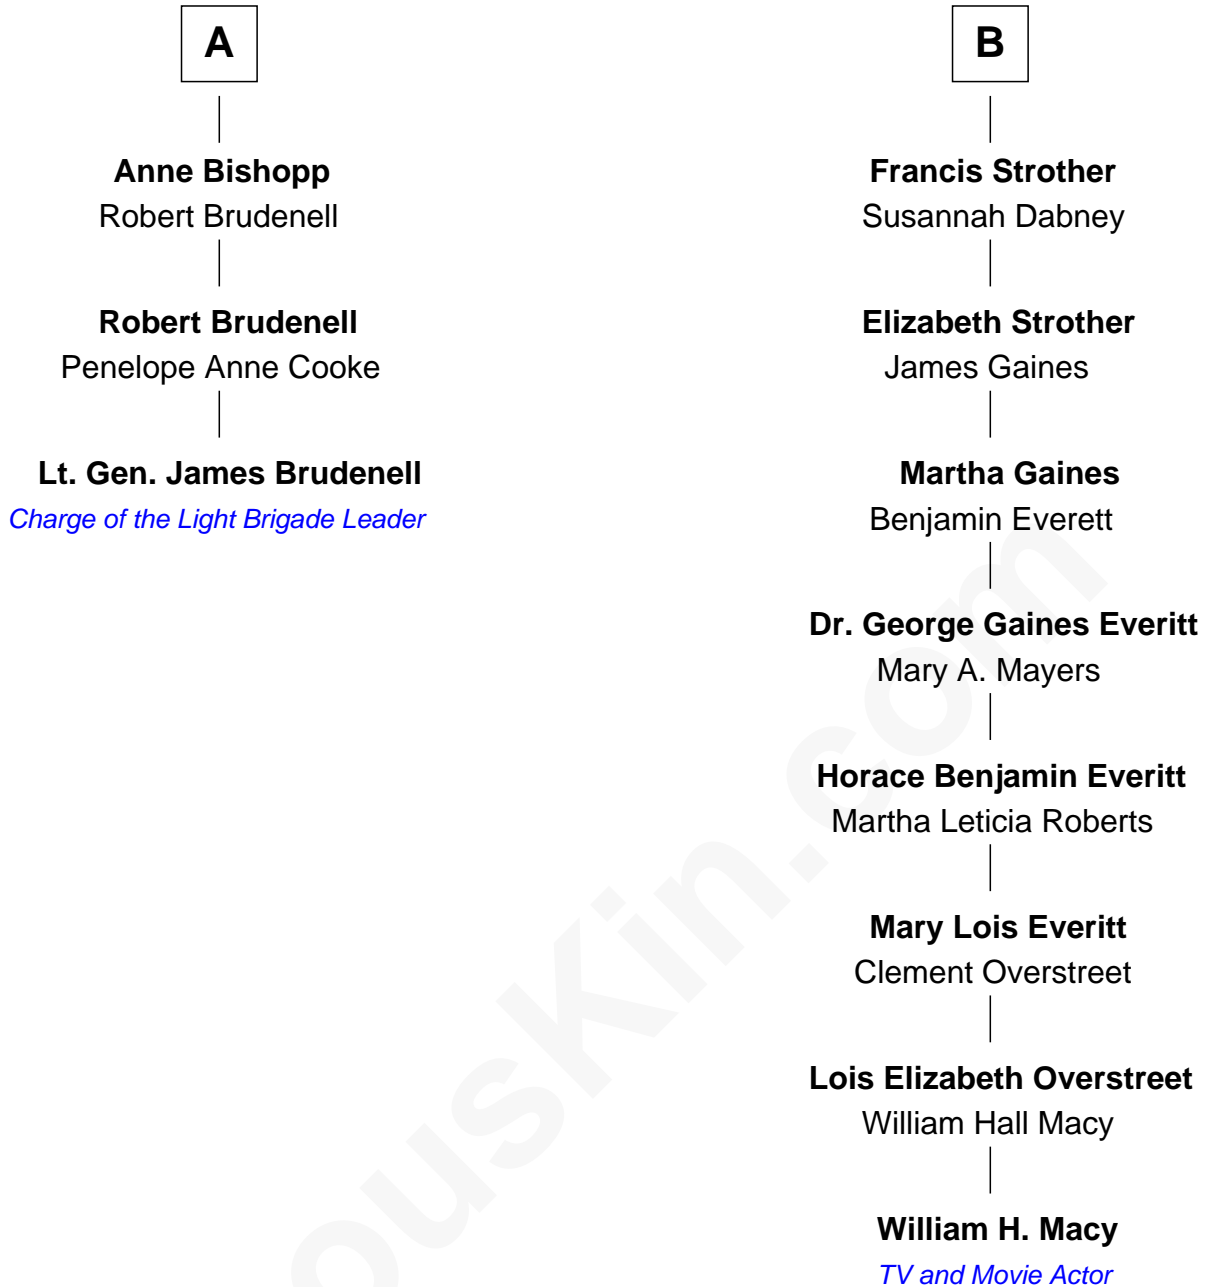 A
Anne Bishopp
Robert Brudenell
Robert Brudenell
Penelope Anne Cooke
Lt. Gen. James Brudenell
Charge of the Light Brigade Leader
B
Francis Strother
Susannah Dabney
Elizabeth Strother
James Gaines
Martha Gaines
Benjamin Everett
Dr. George Gaines Everitt
Mary A. Mayers
Horace Benjamin Everitt
Martha Leticia Roberts
Mary Lois Everitt
Clement Overstreet
Lois Elizabeth Overstreet
William Hall Macy
William H. Macy
TV and Movie Actor
ousKin.com